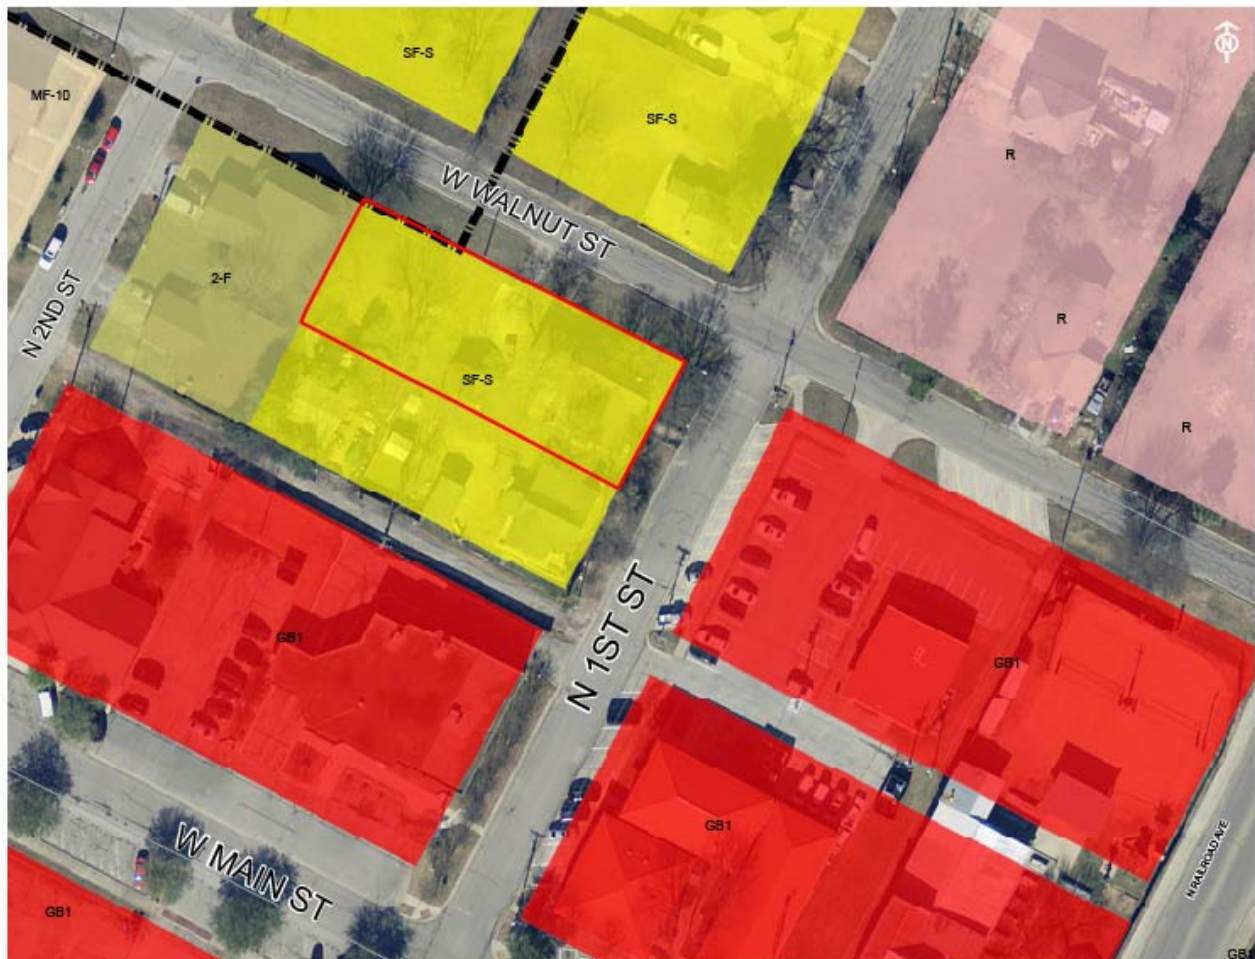 N
SF-S
MF-10
SF-S
R
W WALNUT ST
2-F
N 2ND ST
R
SF-S
R
N 1ST ST
GB1
GB1
GB1
W MAIN ST
N RAILROAD AVE
GB1